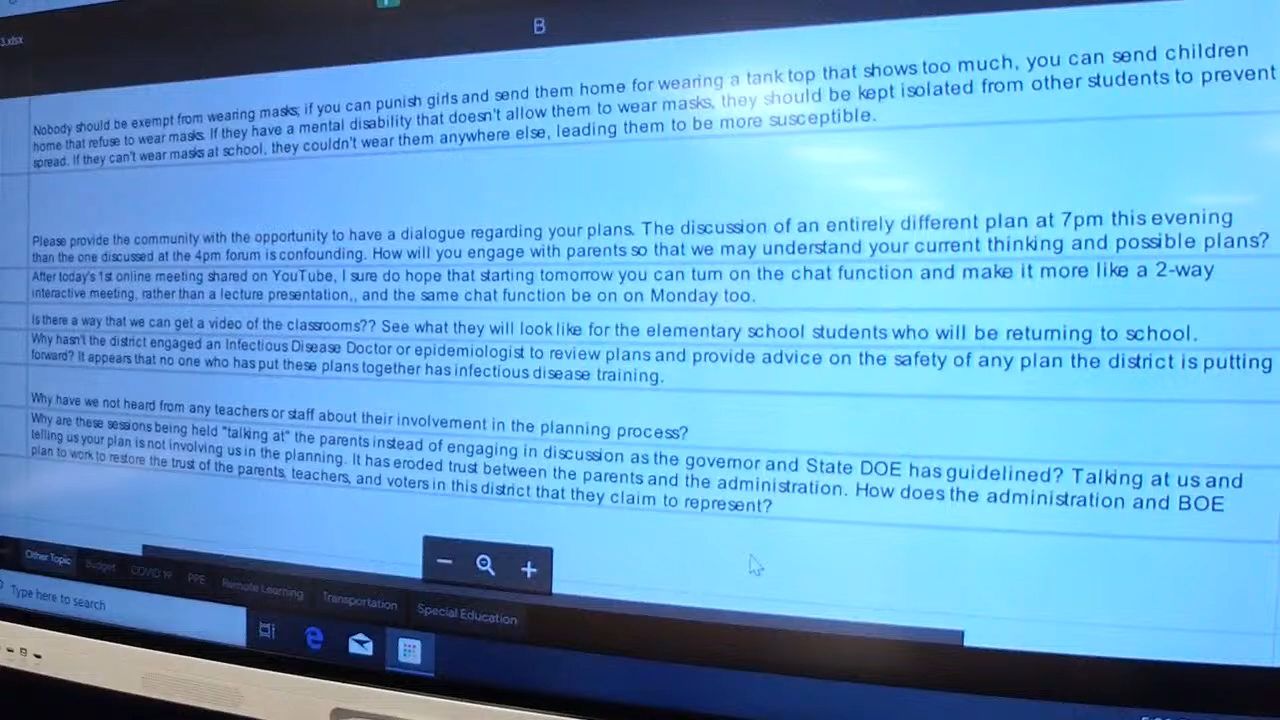 3.xlsx
B
Nobody should be exempt from wearing masks; if you can punish girls and send them home for wearing a tank top that shows too much, you can send children
home that refuse to wear masks. If they have a mental disability that doesn't allow them to wear masks, they should be kept isolated from other students to prevent
spread. If they can't wear masks at school, they couldn't wear them anywhere else, leading them to be more susceptible.
Please provide the community with the opportunity to have a dialogue regarding your plans. The discussion of an entirely different plan at 7pm this evening
than the one discussed at the 4pm forum is confounding. How will you engage with parents so that we may understand your current thinking and possible plans?
After today's 1st online meeting shared on YouTube, I sure do hope that starting tomorrow you can turn on the chat function and make it more like a 2-way
interactive meeting, rather than a lecture presentation,, and the same chat function be on on Monday too.
Is there a way that we can get a video of the classrooms?? See what they will look like for the elementary school students who will be returning to school.
Why hasn't the district engaged an Infectious Disease Doctor or epidemiologist to review plans and provide advice on the safety of any plan the district is putting
forward? It appears that no one who has put these plans together has infectious disease training.
Why have we not heard from any teachers or staff about their involvement in the planning process?
Why are these sessions being held "talking at" the parents instead of engaging in discussion as the governor and State DOE has guidelined? Talking at us and
telling us your plan is not involving us in the planning. It has eroded trust between the parents and the administration. How does the administration and BOE
plan to work to restore the trust of the parents, teachers, and voters in this district that they claim to represent?
Other Topic Budget COVID 19 PPE Remote Learning Transportation Special Education
Type here to search